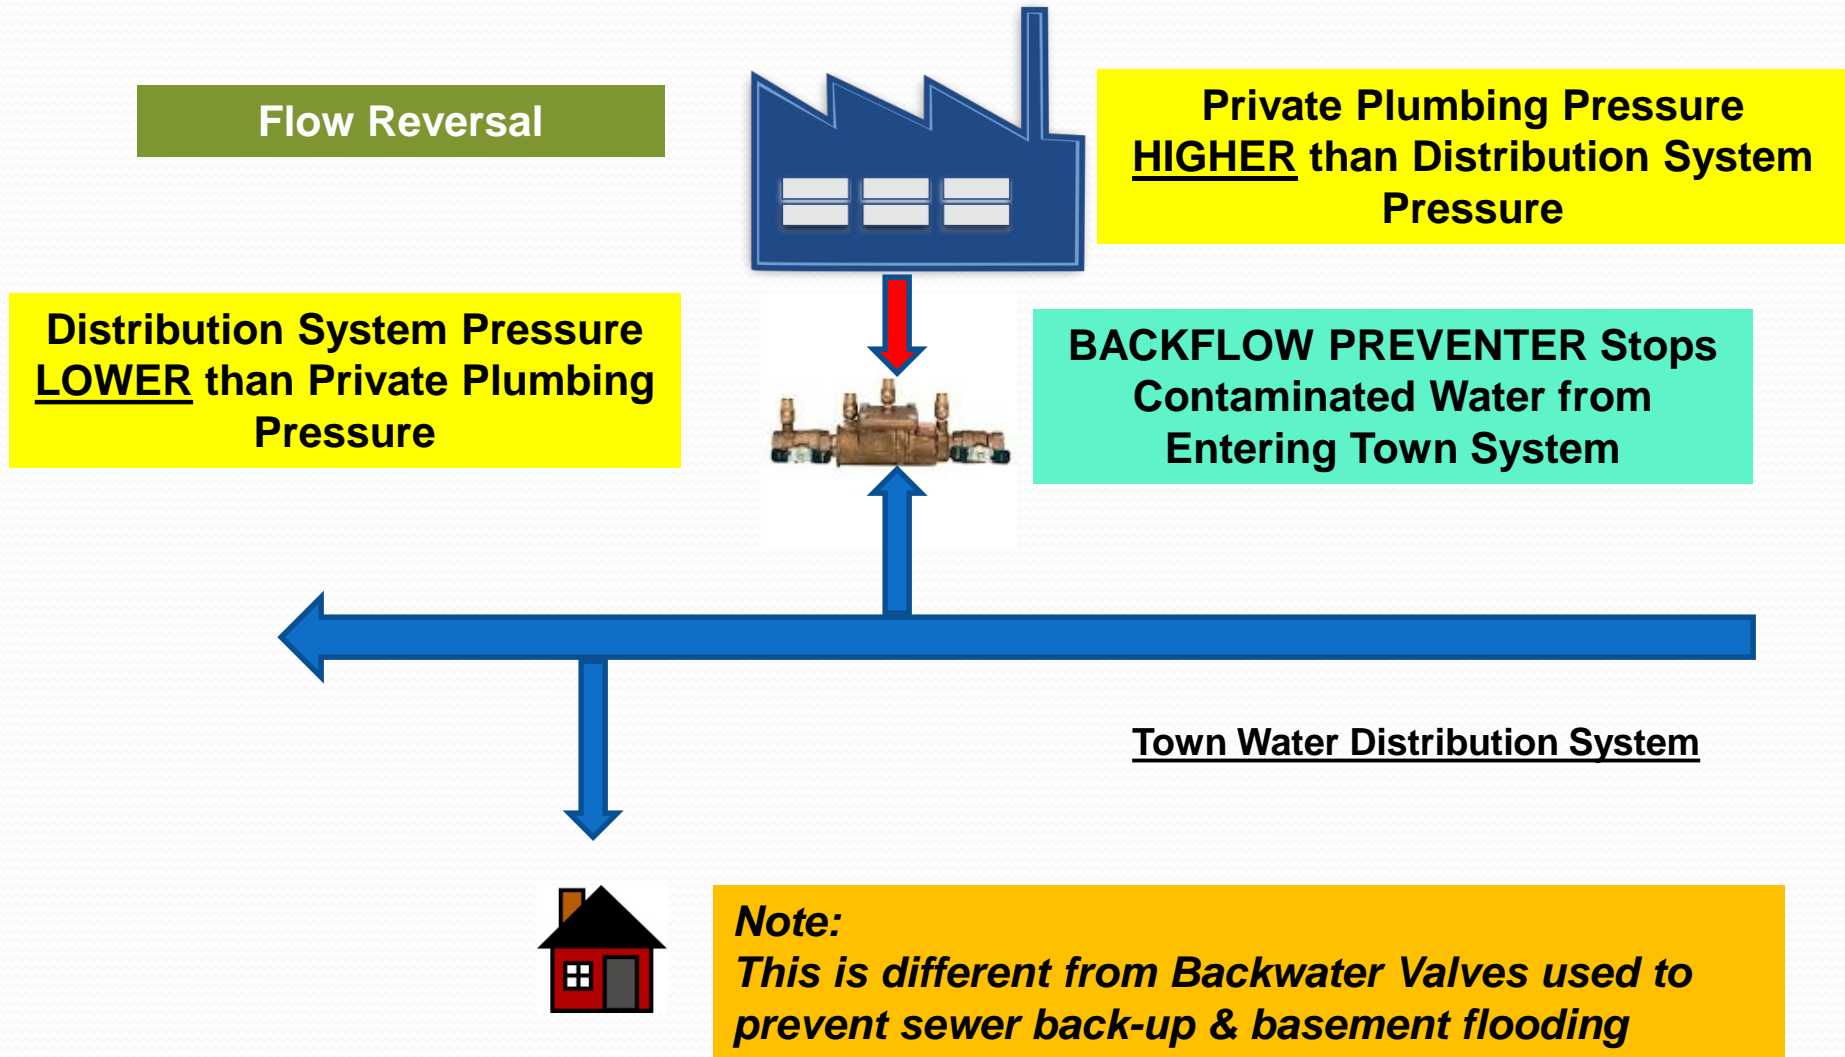 Flow Reversal
Private Plumbing Pressure
HIGHER than Distribution System
Pressure
Distribution System Pressure
LOWER than Private Plumbing
Pressure
BACKFLOW PREVENTER Stops
Contaminated Water from
Entering Town System
Town Water Distribution System
Note:
This is different from Backwater Valves used to
prevent sewer back-up & basement flooding